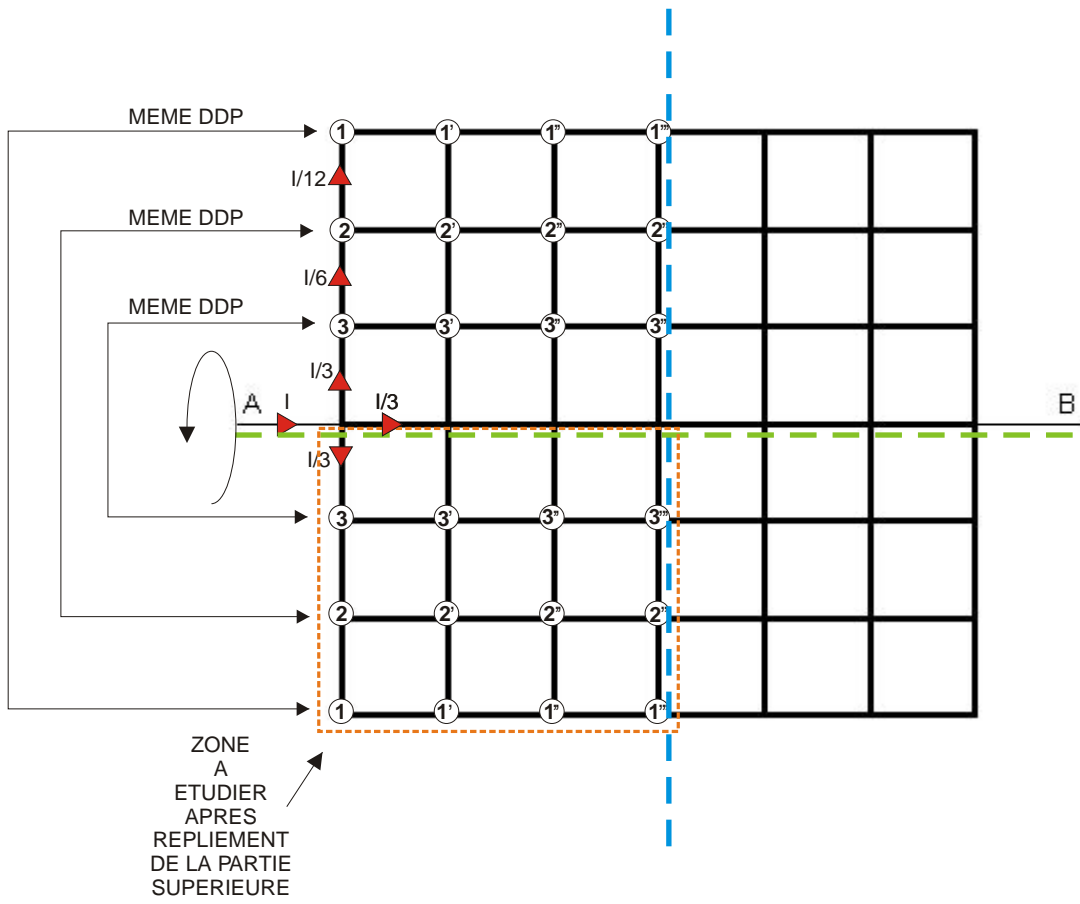 MEME DDP
1 1' 1'' 1'''
I/12
MEME DDP
2 2' 2'' 2''
I/6
MEME DDP
3 3' 3'' 3''
I/3
A I I/3 B
I/3
3 3' 3'' 3'''
2 2' 2'' 2''
1 1' 1'' 1'''
ZONE
A
ETUDIER
APRES
REPLIEMENT
DE LA PARTIE
SUPERIEURE